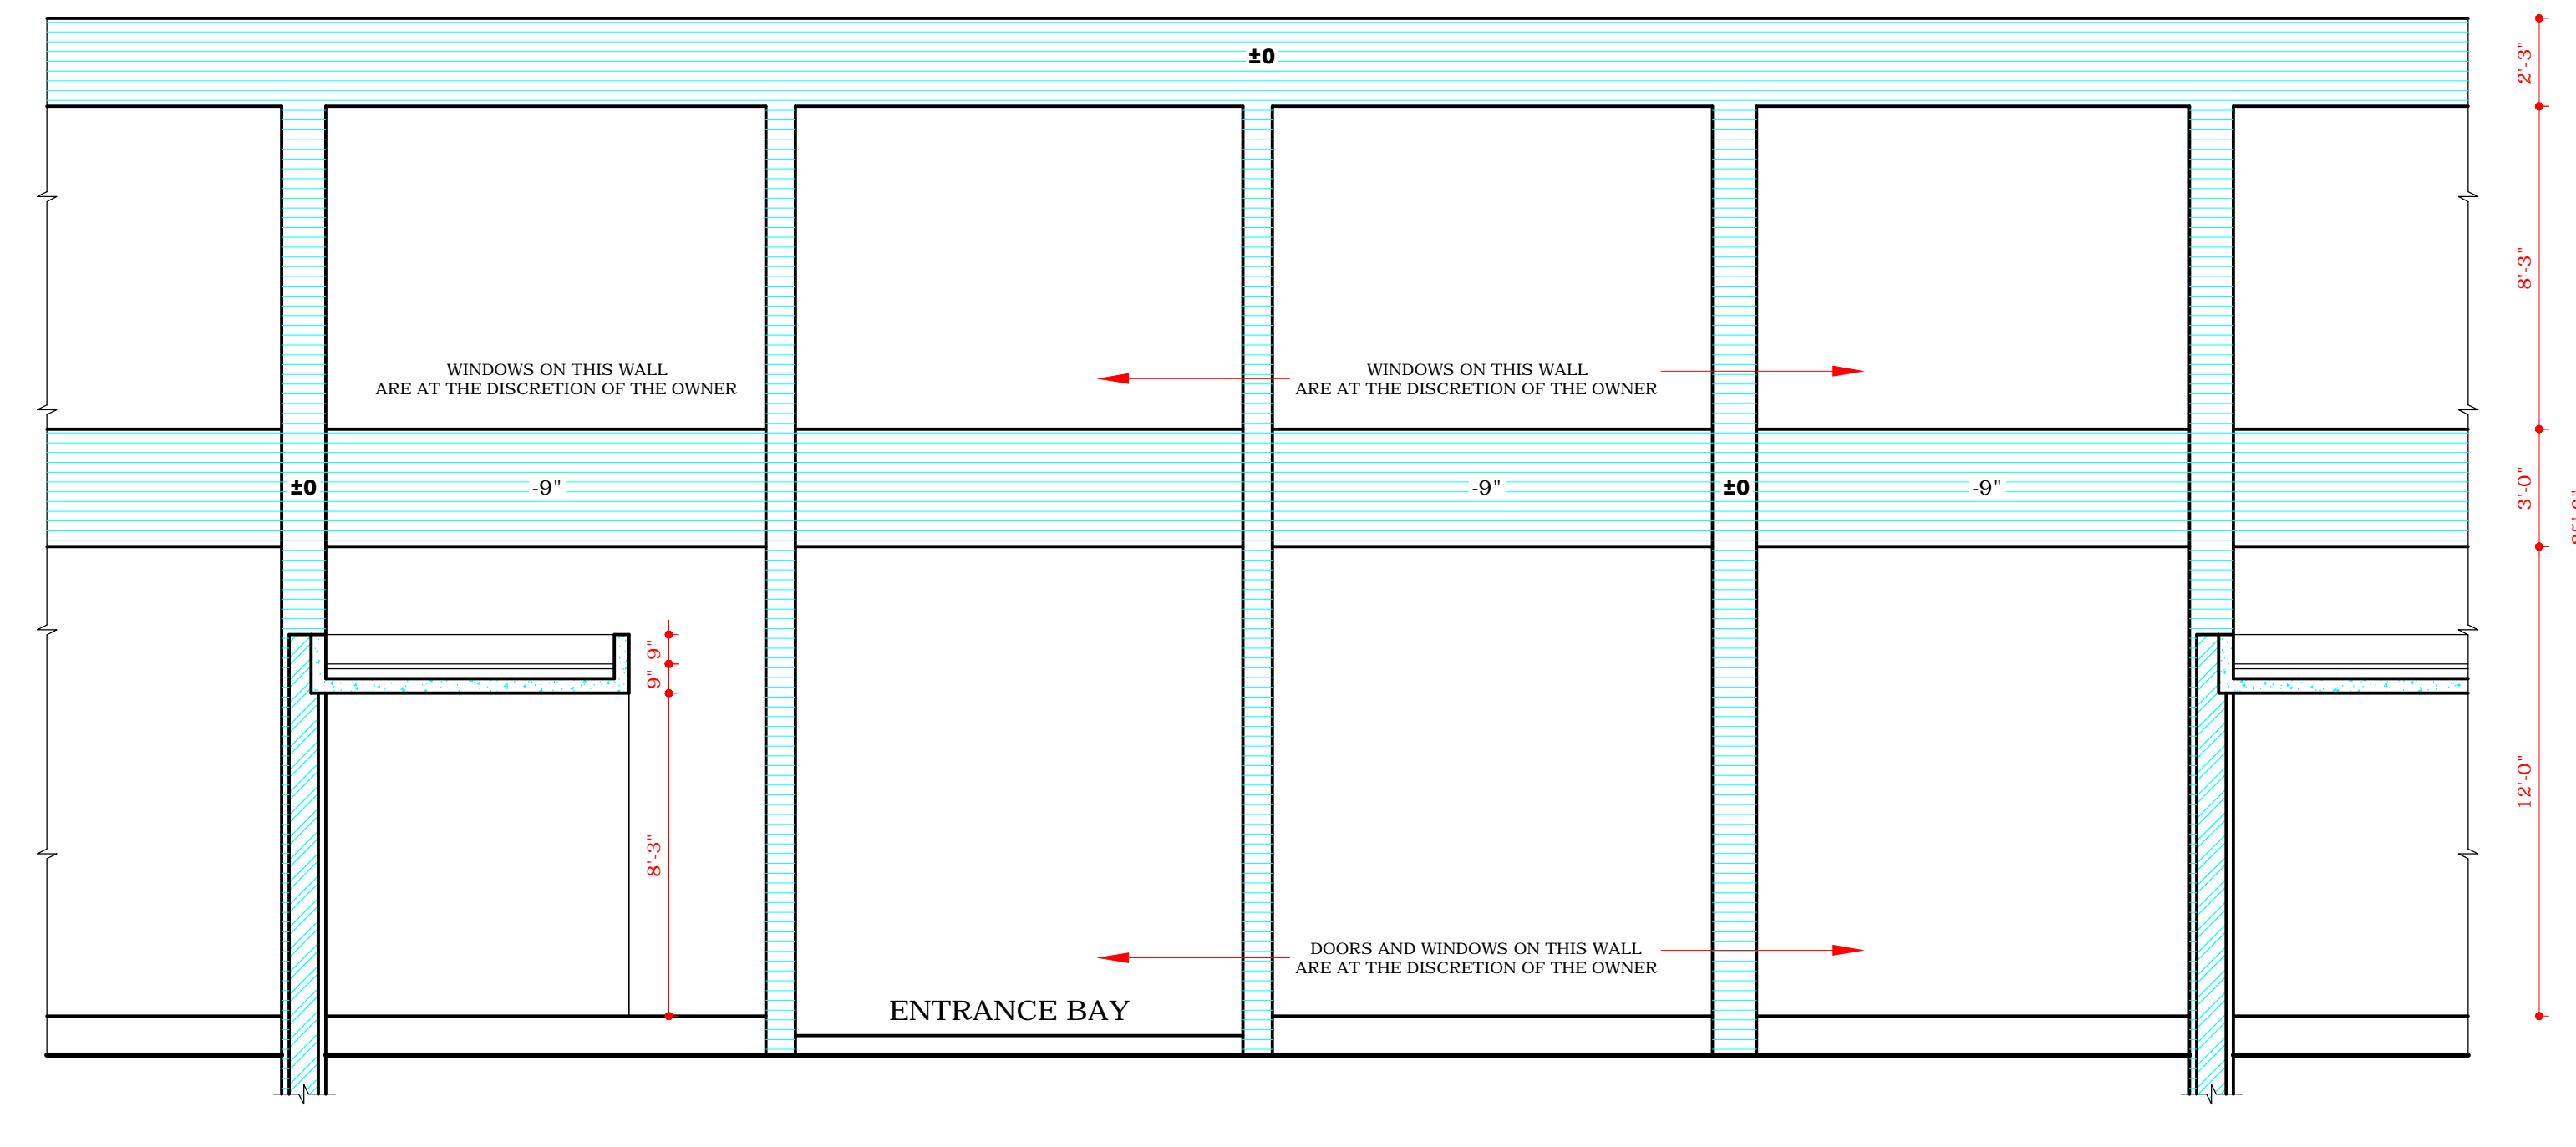 ±0
2'-3"
8'-3"
WINDOWS ON THIS WALL
ARE AT THE DISCRETION OF THE OWNER
WINDOWS ON THIS WALL
ARE AT THE DISCRETION OF THE OWNER
±0
-9"
-9"
±0
-9"
3'-0"
9"
9"
8'-3"
12'-0"
DOORS AND WINDOWS ON THIS WALL
ARE AT THE DISCRETION OF THE OWNER
ENTRANCE BAY